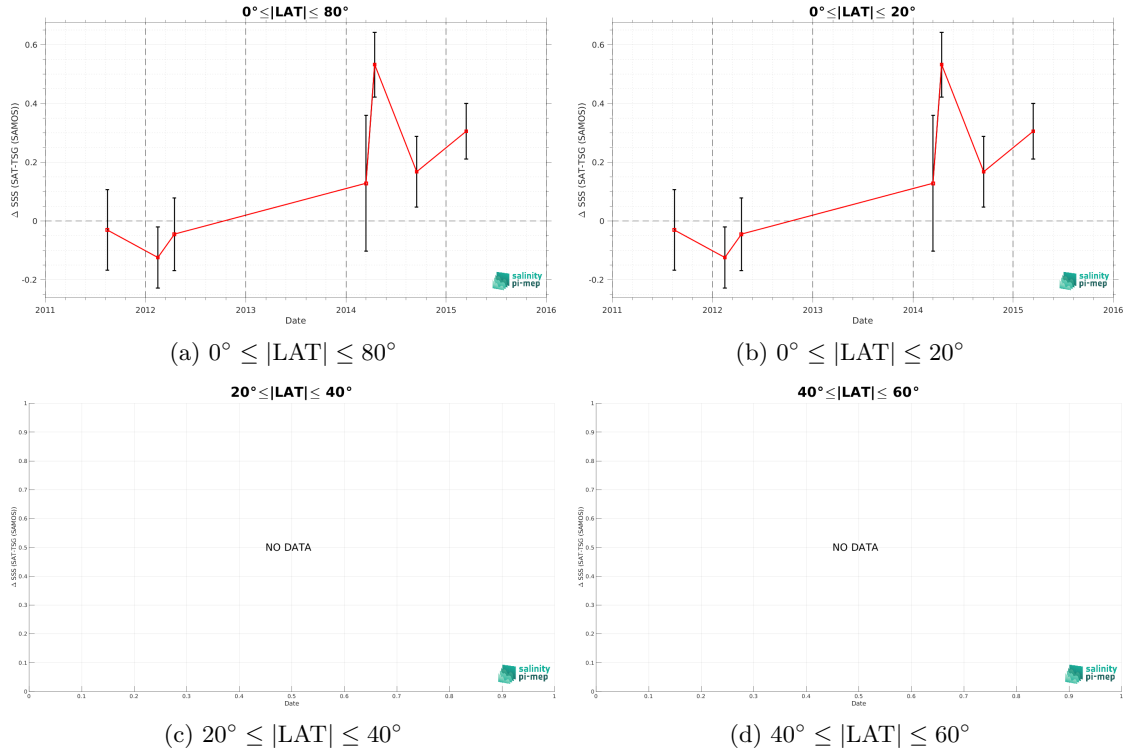 0°≤|LAT|≤ 80°
Δ SSS (SAT-TSG (SAMOS))
0.6
0.4
0.2
0
-0.2
2011 2012 2013 2014 2015 2016
Date
salinity
pi-mep
(a) 0° ≤ |LAT| ≤ 80°
0°≤|LAT|≤ 20°
Δ SSS (SAT-TSG (SAMOS))
0.6
0.4
0.2
0
-0.2
2011 2012 2013 2014 2015 2016
Date
salinity
pi-mep
(b) 0° ≤ |LAT| ≤ 20°
20°≤|LAT|≤ 40°
Δ SSS (SAT-TSG (SAMOS))
1
0.9
0.8
0.7
0.6
0.5
0.4
0.3
0.2
0.1
0
NO DATA
0 0.1 0.2 0.3 0.4 0.5 0.6 0.7 0.8 0.9 1
Date
salinity
pi-mep
(c) 20° ≤ |LAT| ≤ 40°
40°≤|LAT|≤ 60°
Δ SSS (SAT-TSG (SAMOS))
1
0.9
0.8
0.7
0.6
0.5
0.4
0.3
0.2
0.1
0
NO DATA
0 0.1 0.2 0.3 0.4 0.5 0.6 0.7 0.8 0.9 1
Date
salinity
pi-mep
(d) 40° ≤ |LAT| ≤ 60°